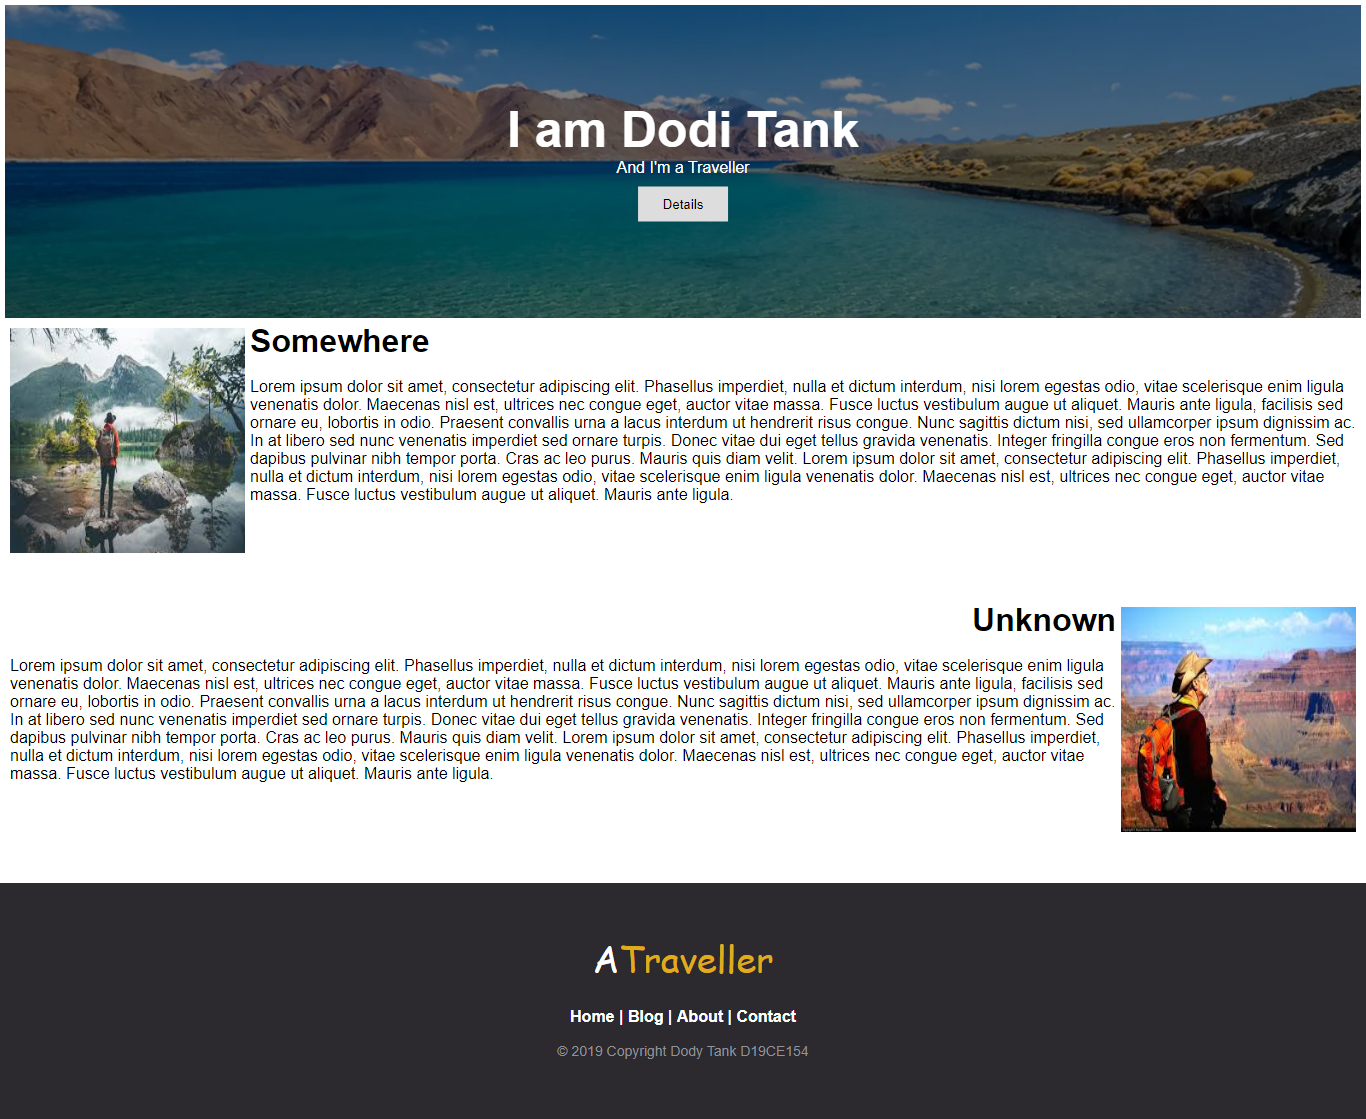 I am Dodi Tank
And I'm a Traveller
Details
Somewhere
Lorem ipsum dolor sit amet, consectetur adipiscing elit. Phasellus imperdiet, nulla et dictum interdum, nisi lorem egestas odio, vitae scelerisque enim ligula
venenatis dolor. Maecenas nisl est, ultrices nec congue eget, auctor vitae massa. Fusce luctus vestibulum augue ut aliquet. Mauris ante ligula, facilisis sed
ornare eu, lobortis in odio. Praesent convallis urna a lacus interdum ut hendrerit risus congue. Nunc sagittis dictum nisi, sed ullamcorper ipsum dignissim ac.
In at libero sed nunc venenatis imperdiet sed ornare turpis. Donec vitae dui eget tellus gravida venenatis. Integer fringilla congue eros non fermentum. Sed
dapibus pulvinar nibh tempor porta. Cras ac leo purus. Mauris quis diam velit. Lorem ipsum dolor sit amet, consectetur adipiscing elit. Phasellus imperdiet,
nulla et dictum interdum, nisi lorem egestas odio, vitae scelerisque enim ligula venenatis dolor. Maecenas nisl est, ultrices nec congue eget, auctor vitae
massa. Fusce luctus vestibulum augue ut aliquet. Mauris ante ligula.
Unknown
Lorem ipsum dolor sit amet, consectetur adipiscing elit. Phasellus imperdiet, nulla et dictum interdum, nisi lorem egestas odio, vitae scelerisque enim ligula
venenatis dolor. Maecenas nisl est, ultrices nec congue eget, auctor vitae massa. Fusce luctus vestibulum augue ut aliquet. Mauris ante ligula, facilisis sed
ornare eu, lobortis in odio. Praesent convallis urna a lacus interdum ut hendrerit risus congue. Nunc sagittis dictum nisi, sed ullamcorper ipsum dignissim ac.
In at libero sed nunc venenatis imperdiet sed ornare turpis. Donec vitae dui eget tellus gravida venenatis. Integer fringilla congue eros non fermentum. Sed
dapibus pulvinar nibh tempor porta. Cras ac leo purus. Mauris quis diam velit. Lorem ipsum dolor sit amet, consectetur adipiscing elit. Phasellus imperdiet,
nulla et dictum interdum, nisi lorem egestas odio, vitae scelerisque enim ligula venenatis dolor. Maecenas nisl est, ultrices nec congue eget, auctor vitae
massa. Fusce luctus vestibulum augue ut aliquet. Mauris ante ligula.
ATraveller
Home | Blog | About | Contact
© 2019 Copyright Dody Tank D19CE154